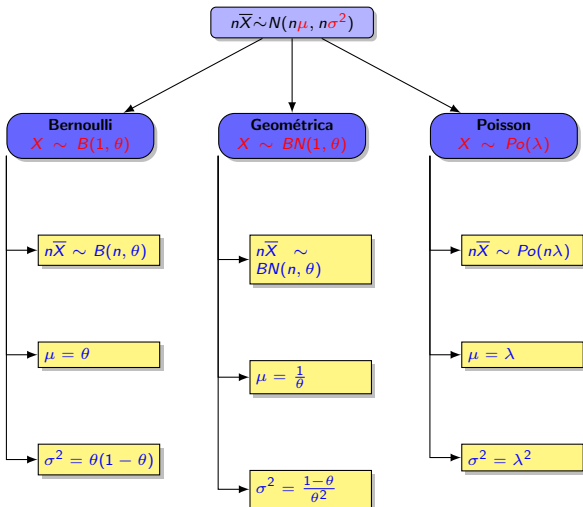 nX̅ ∼̇ N(nμ, nσ²)
Bernoulli
X ∼ B(1, θ)
nX̅ ∼ B(n, θ)
μ = θ
σ² = θ(1 − θ)
Geométrica
X ∼ BN(1, θ)
nX̅ ∼
BN(n, θ)
μ = 1/θ
σ² = (1−θ)/θ²
Poisson
X ∼ Po(λ)
nX̅ ∼ Po(nλ)
μ = λ
σ² = λ²